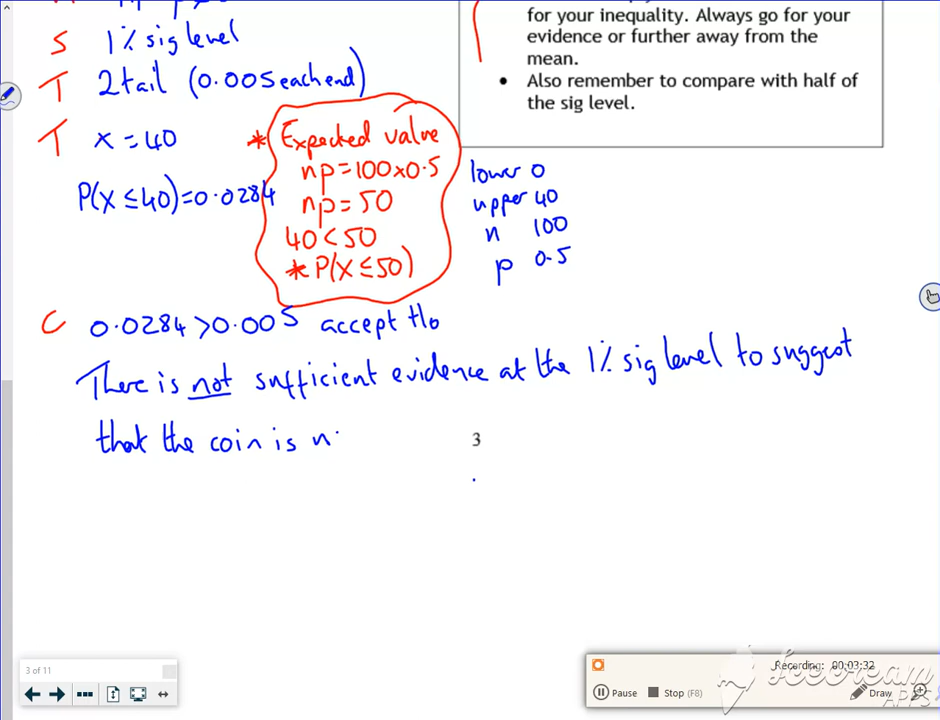 for your inequality. Always go for your
evidence or further away from the
mean.
• Also remember to compare with half of
the sig level.
S 1% sig level
T 2 tail (0.005 each end)
T x = 40
P(X ≤ 40) = 0.0284
* Expected value
np = 100 x 0.5
np = 50
40 < 50
* P(X ≤ 50)
lower 0
upper 40
n 100
p 0.5
C 0.0284 > 0.005 accept H₀
There is not sufficient evidence at the 1% sig level to suggest
that the coin is n
3
3 of 11
Recording: 00:03:32
Pause Stop (F8) Draw
Icecream
APPS